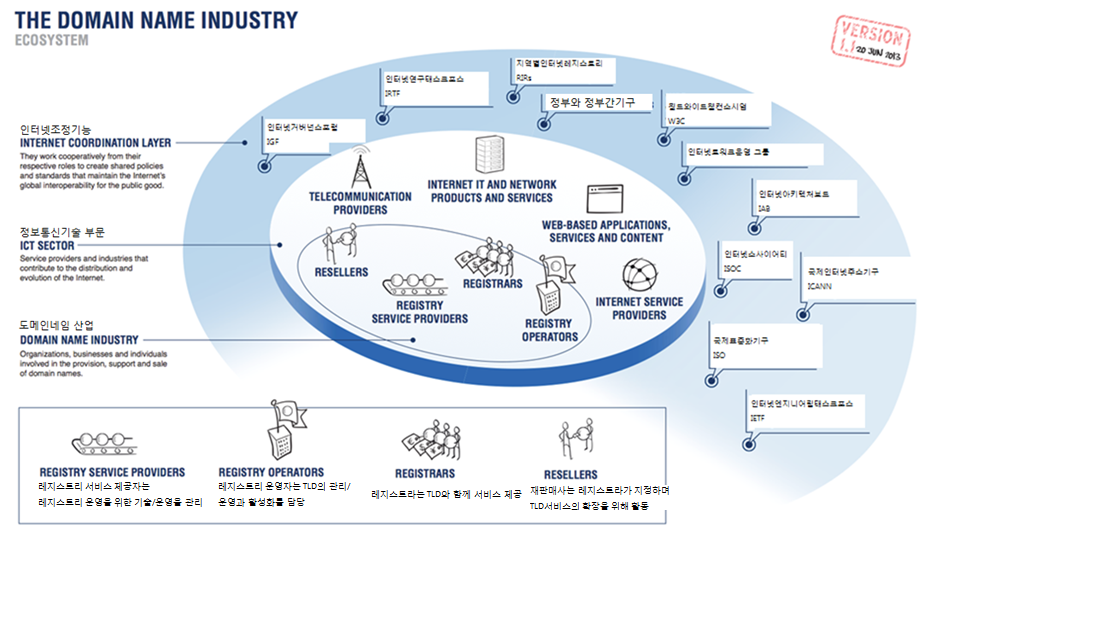 THE DOMAIN NAME INDUSTRY
ECOSYSTEM
VERSION
1.1 20 JUN 2013
인터넷연구태스크포스
IRTF
지역별인터넷레지스트리
RIRs
정부와 정부간기구
월드와이드웹컨소시엄
W3C
인터넷거버넌스포럼
IGF
인터넷네트워크운영 그룹
인터넷아키텍처보드
IAB
인터넷소사이어티
ISOC
국제인터넷주소기구
ICANN
국제표준화기구
ISO
인터넷엔지니어링태스크포스
IETF
인터넷조정기능
INTERNET COORDINATION LAYER
They work cooperatively from their
respective roles to create shared policies
and standards that maintain the Internet's
global interoperability for the public good.
정보통신기술 부문
ICT SECTOR
Service providers and industries that
contribute to the distribution and
evolution of the Internet.
도메인네임 산업
DOMAIN NAME INDUSTRY
Organizations, businesses and individuals
involved in the provision, support and sale
of domain names.
TELECOMMUNICATION
PROVIDERS
INTERNET IT AND NETWORK
PRODUCTS AND SERVICES
WEB-BASED APPLICATIONS,
SERVICES AND CONTENT
RESELLERS
REGISTRARS
REGISTRY
SERVICE PROVIDERS
REGISTRY
OPERATORS
INTERNET SERVICE
PROVIDERS
REGISTRY SERVICE PROVIDERS
레지스트리 서비스 제공자는
레지스트리 운영을 위한 기술/운영을 관리
REGISTRY OPERATORS
레지스트리 운영자는 TLD의 관리/
운영과 활성화를 담당
REGISTRARS
레지스트라는 TLD와 함께 서비스 제공
RESELLERS
재판매사는 레지스트라가 지정하며
TLD서비스의 확장을 위해 활동